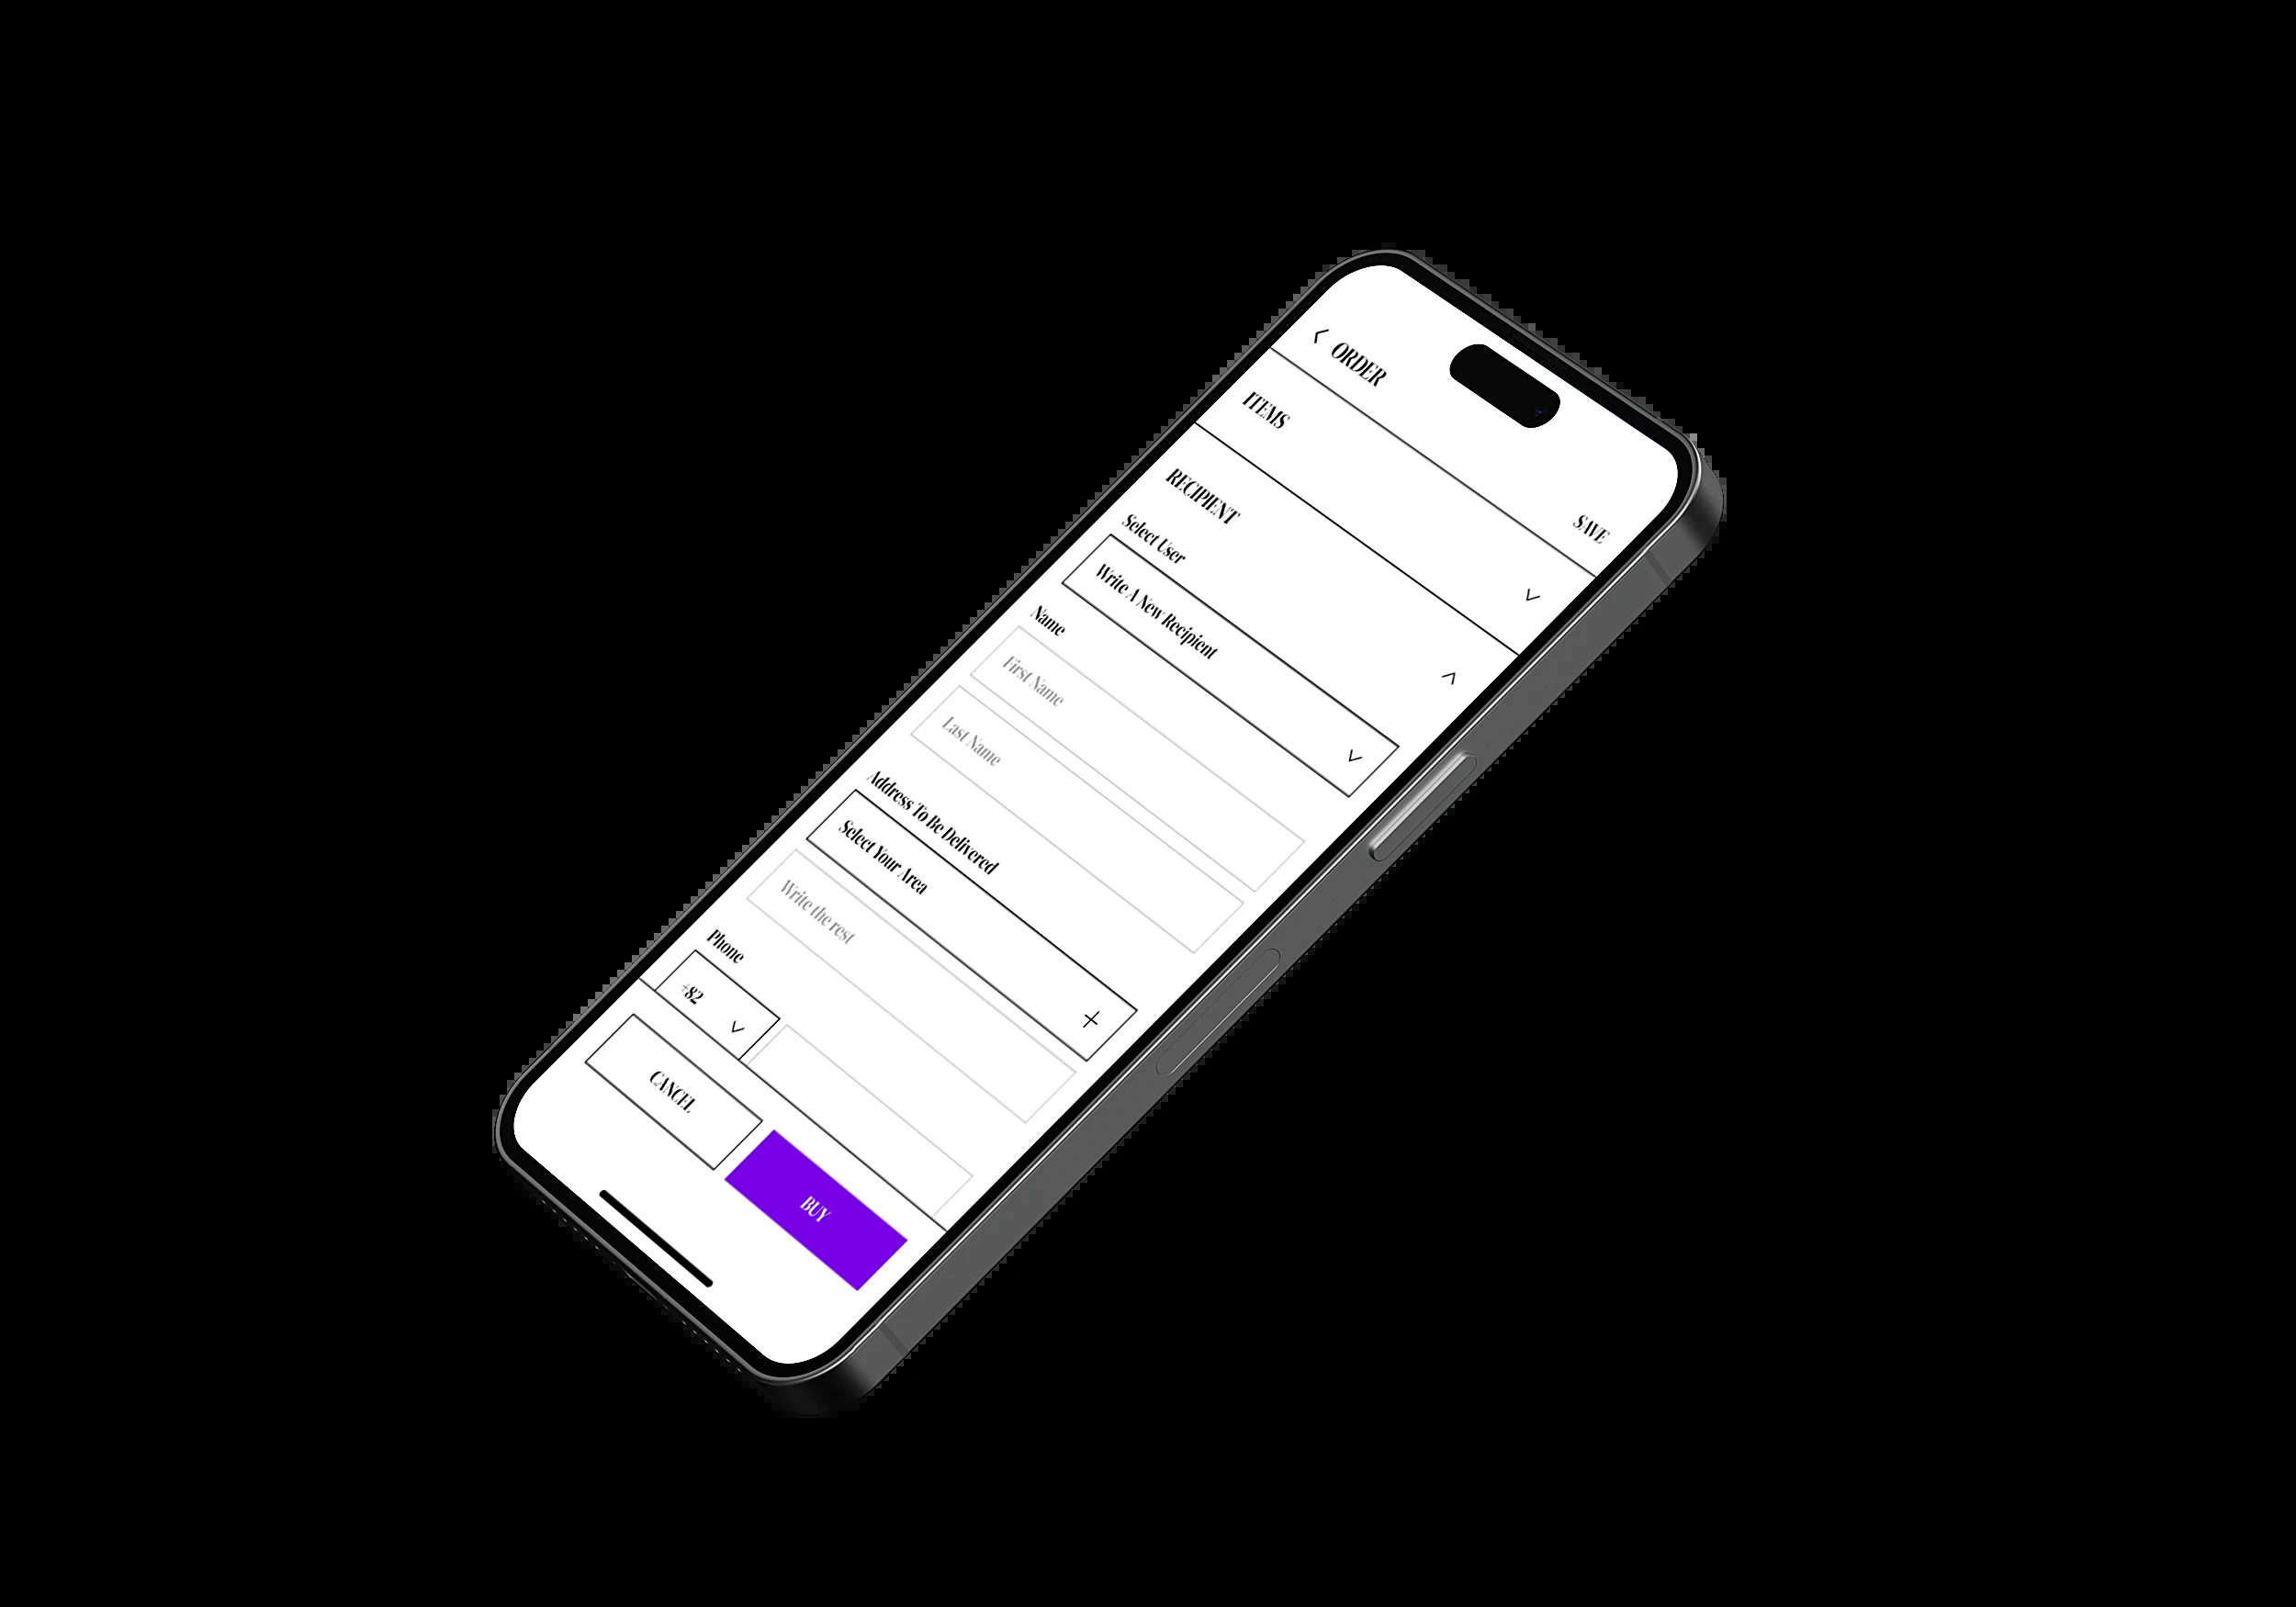 ORDER
SAVE
ITEMS
RECIPIENT
Select User
Write A New Recipient
Name
First Name
Last Name
Address To Be Delivered
Select Your Area
Write the rest
Phone
+82
CANCEL
BUY